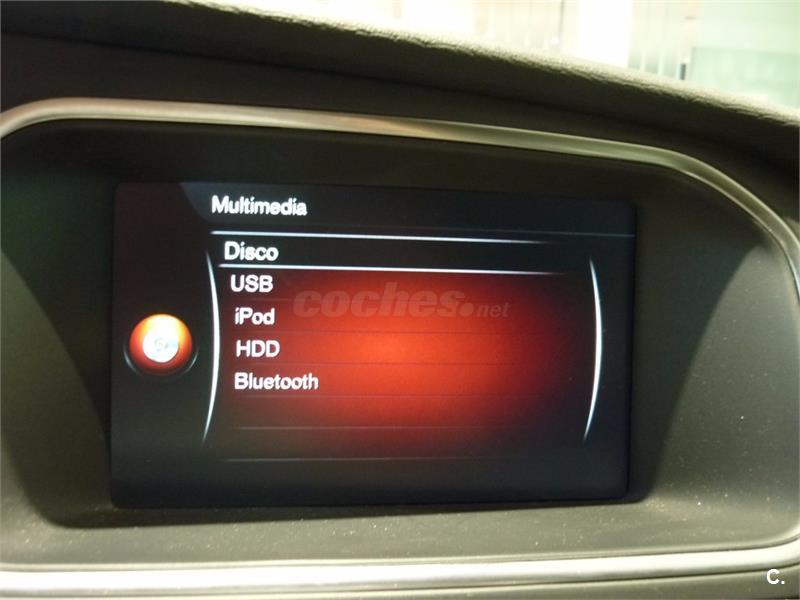 Multimedia
Disco
USB
coches.net
iPod
HDD
Bluetooth
C.